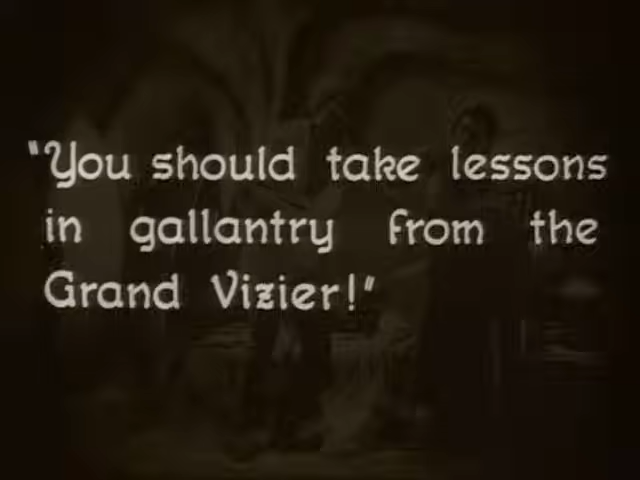 "You should take lessons
in gallantry from the
Grand Vizier!"